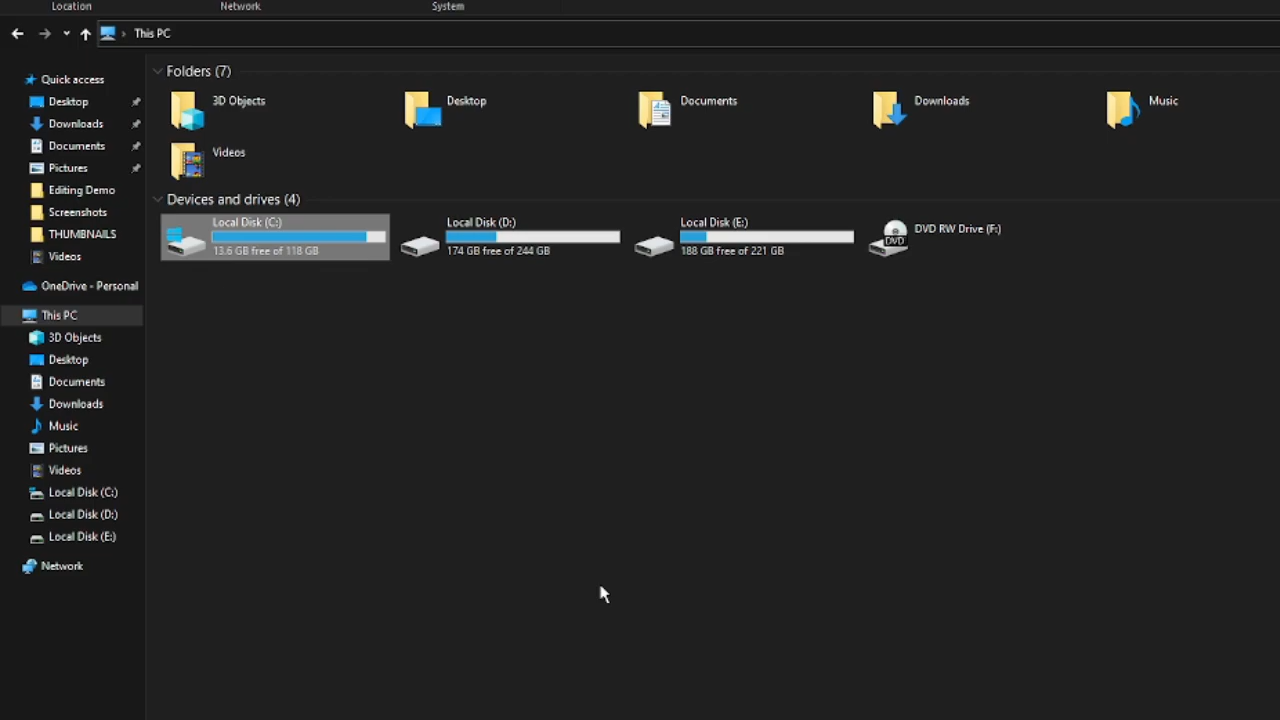 Location Network System
This PC
Quick access
Desktop
Downloads
Documents
Pictures
Editing Demo
Screenshots
THUMBNAILS
Videos
OneDrive - Personal
This PC
3D Objects
Desktop
Documents
Downloads
Music
Pictures
Videos
Local Disk (C:)
Local Disk (D:)
Local Disk (E:)
Network
Folders (7)
3D Objects
Desktop
Documents
Downloads
Music
Videos
Devices and drives (4)
Local Disk (C:)
13.6 GB free of 118 GB
Local Disk (D:)
174 GB free of 244 GB
Local Disk (E:)
188 GB free of 221 GB
DVD RW Drive (F:)
DVD